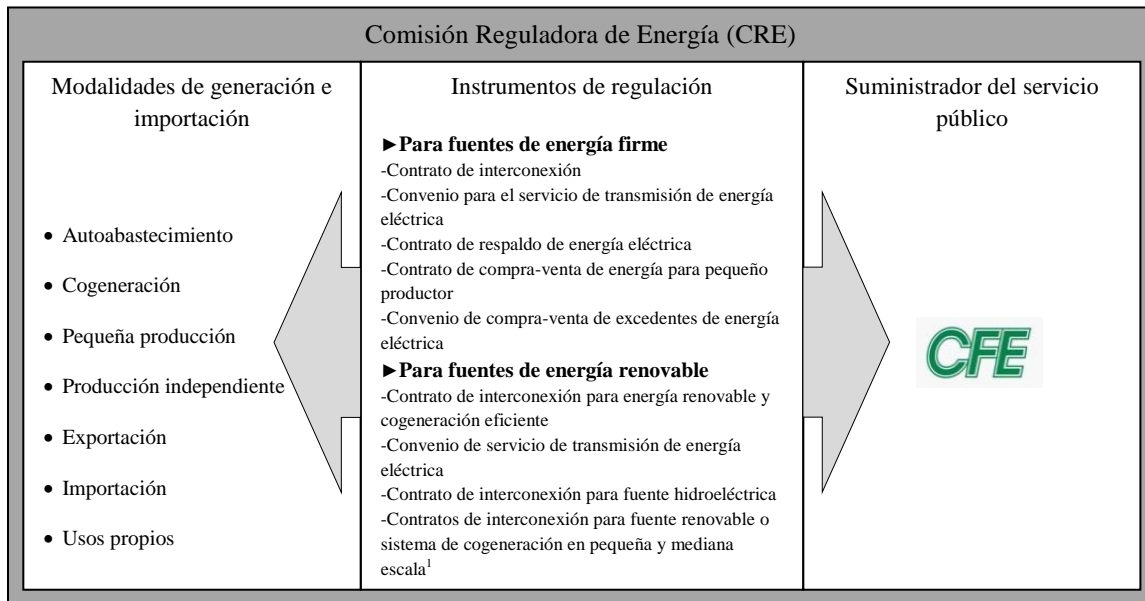 Comisión Reguladora de Energía (CRE)
Modalidades de generación e
importación
• Autoabastecimiento
• Cogeneración
• Pequeña producción
• Producción independiente
• Exportación
• Importación
• Usos propios
Instrumentos de regulación
►Para fuentes de energía firme
-Contrato de interconexión
-Convenio para el servicio de transmisión de energía
eléctrica
-Contrato de respaldo de energía eléctrica
-Contrato de compra-venta de energía para pequeño
productor
-Convenio de compra-venta de excedentes de energía
eléctrica
►Para fuentes de energía renovable
-Contrato de interconexión para energía renovable y
cogeneración eficiente
-Convenio de servicio de transmisión de energía
eléctrica
-Contrato de interconexión para fuente hidroeléctrica
-Contratos de interconexión para fuente renovable o
sistema de cogeneración en pequeña y mediana
escala¹
Suministrador del servicio
público
CFE